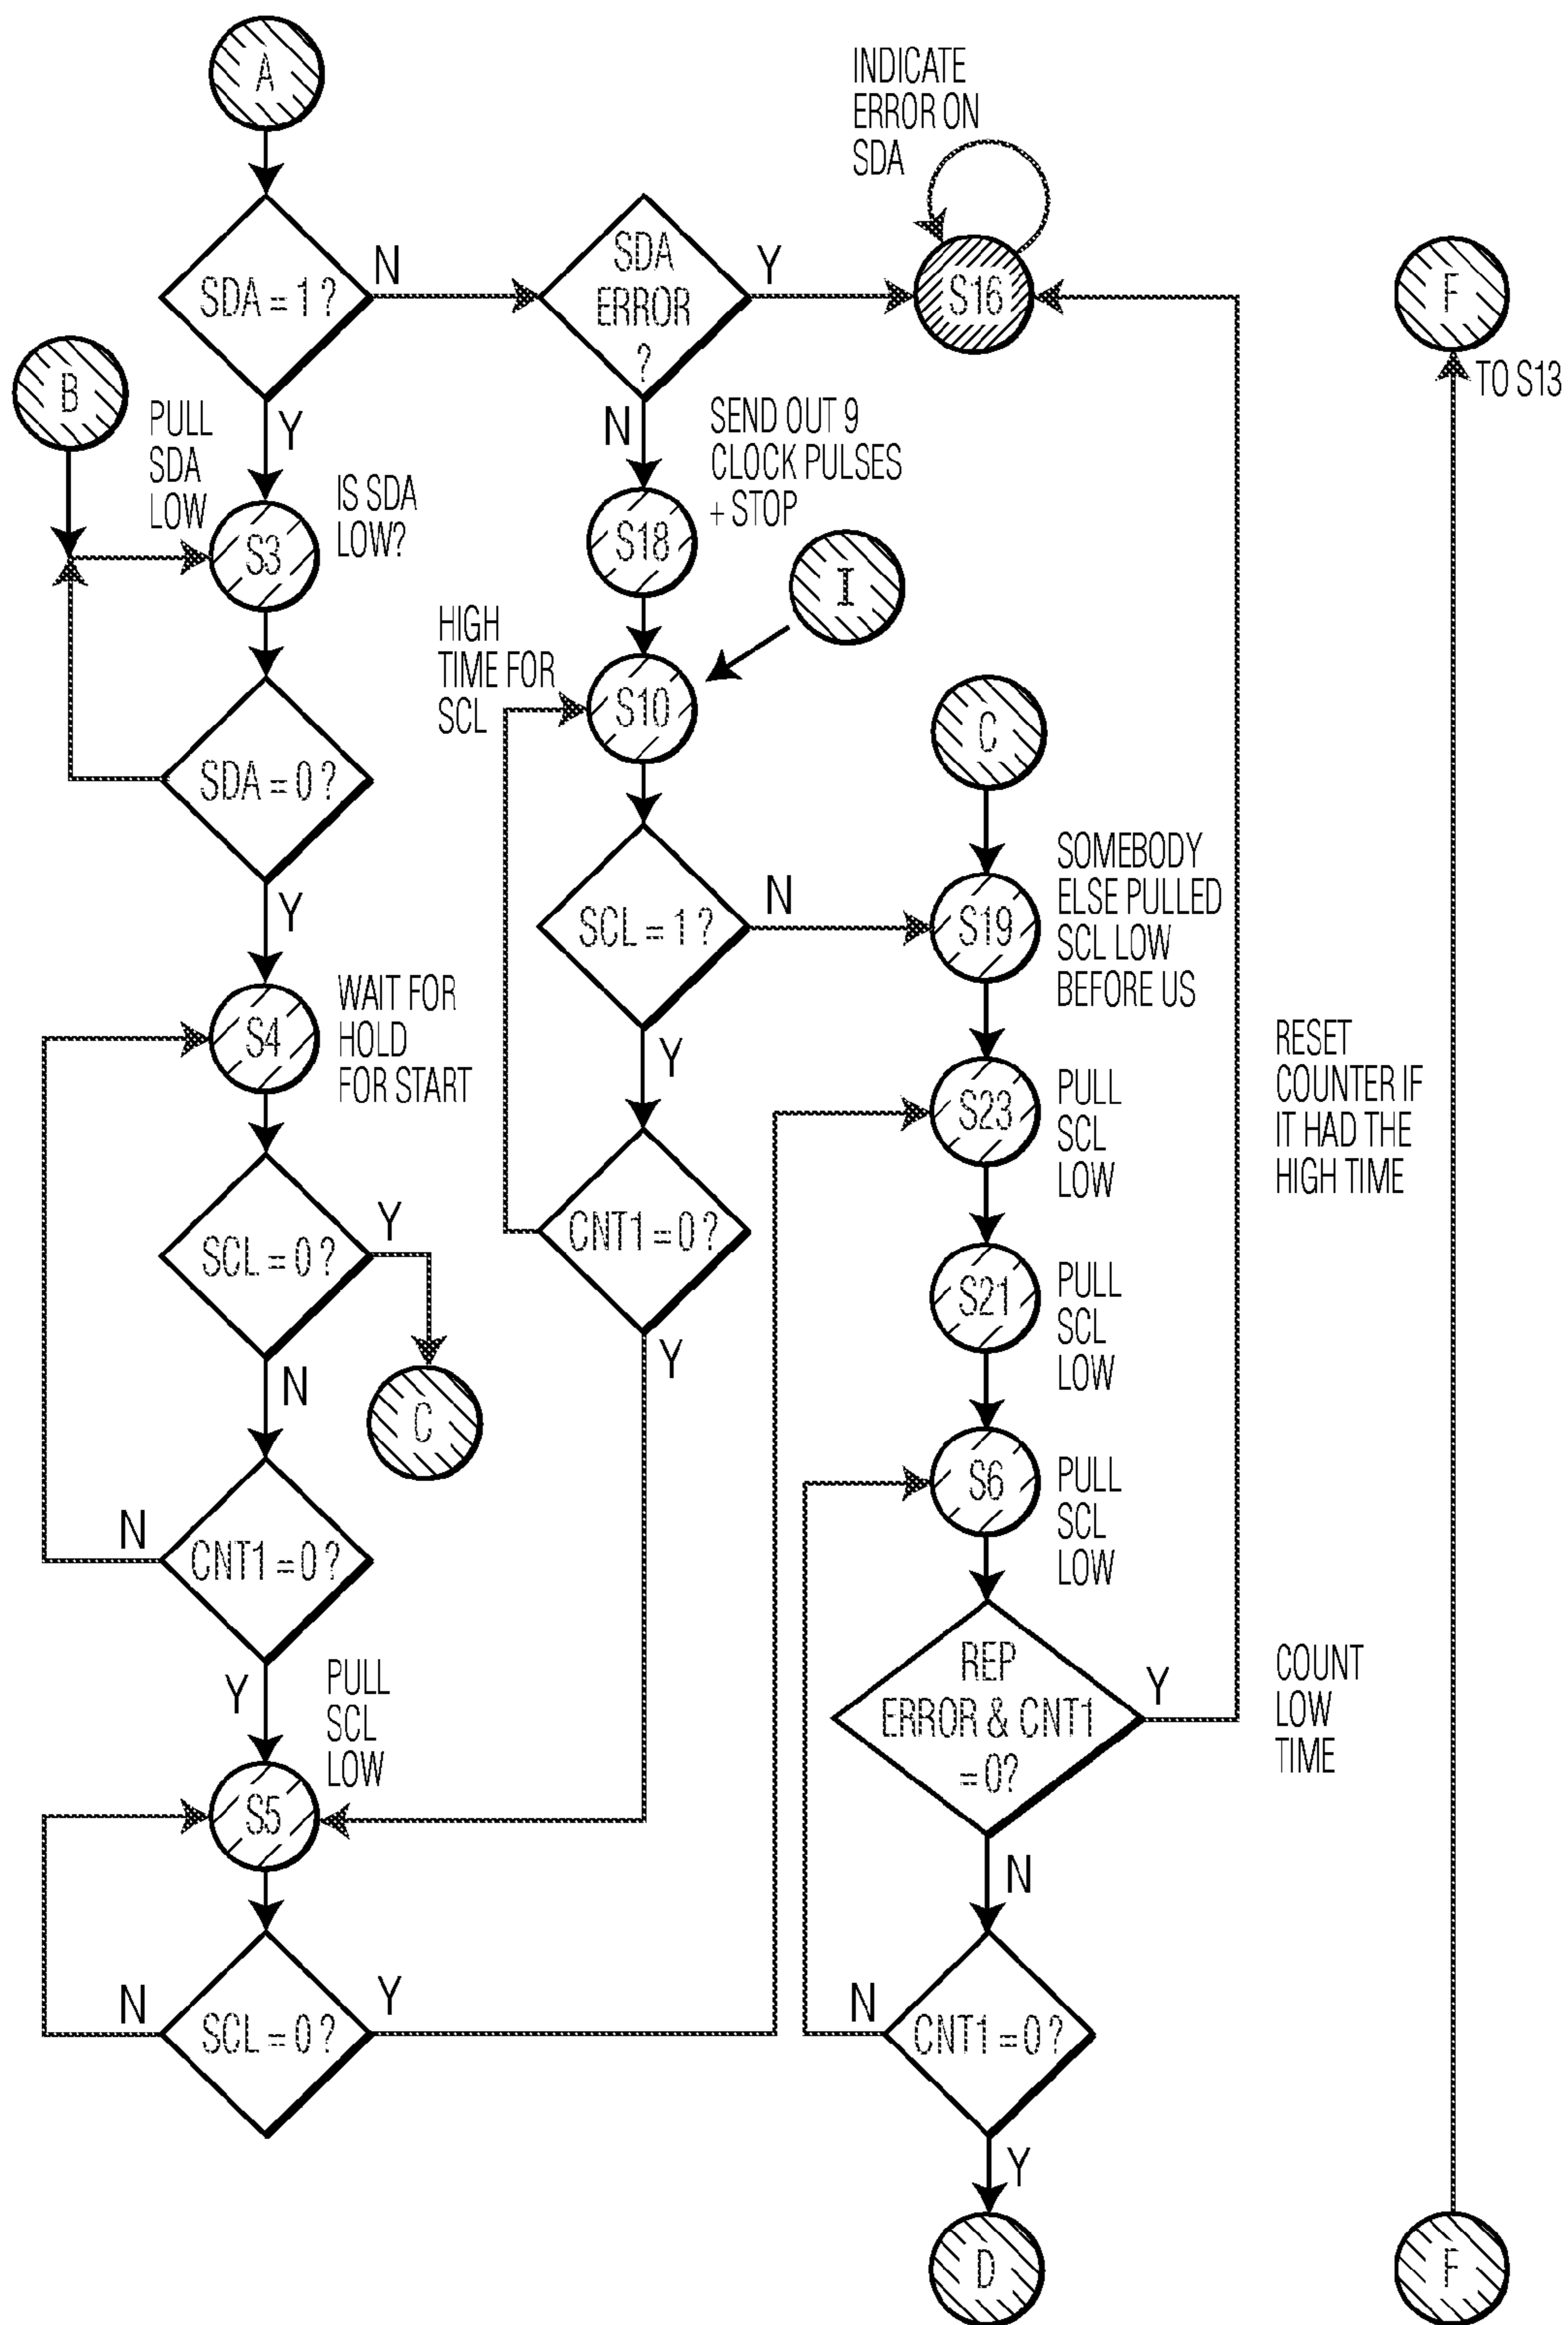 A
INDICATE
ERROR ON
SDA
SDA = 1 ?
N
SDA
ERROR
?
Y
S16
F
TO S13
B
PULL
SDA
LOW
Y
IS SDA
LOW?
S3
N
SEND OUT 9
CLOCK PULSES
+ STOP
S18
I
HIGH
TIME FOR
SCL
S10
C
SDA = 0 ?
Y
SCL = 1 ?
N
S19
SOMEBODY
ELSE PULLED
SCL LOW
BEFORE US
S4
WAIT FOR
HOLD
FOR START
Y
S23
PULL
SCL
LOW
RESET
COUNTER IF
IT HAD THE
HIGH TIME
SCL = 0 ?
Y
CNT1 = 0 ?
S21
PULL
SCL
LOW
N
C
Y
S6
PULL
SCL
LOW
N
CNT1 = 0 ?
Y
PULL
SCL
LOW
REP
ERROR & CNT1
= 0?
Y
COUNT
LOW
TIME
S5
N
N
SCL = 0 ?
Y
N
CNT1 = 0 ?
Y
D
F